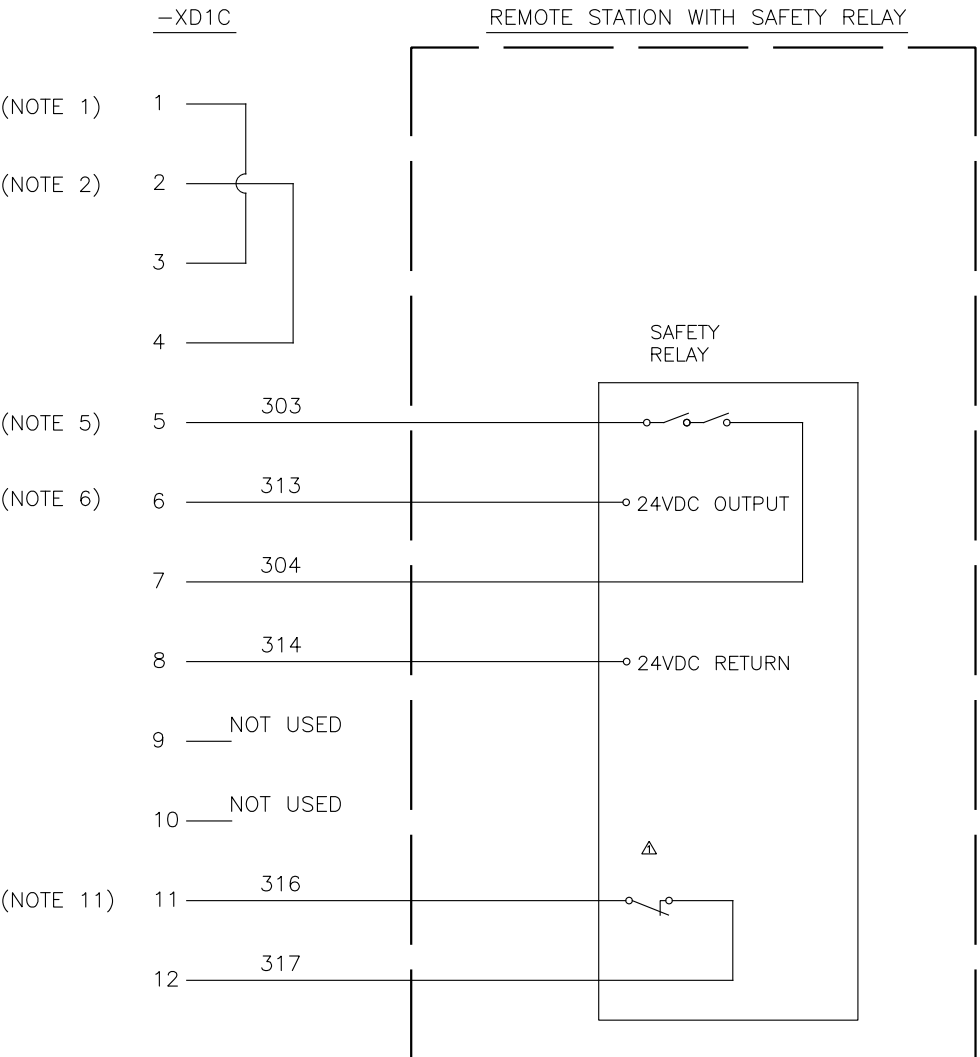 -XD1C
REMOTE STATION WITH SAFETY RELAY
(NOTE 1) 1
(NOTE 2) 2
3
4
SAFETY
RELAY
303
(NOTE 5) 5
313
(NOTE 6) 6
24VDC OUTPUT
304
7
314
8
24VDC RETURN
NOT USED
9
NOT USED
10
1
316
(NOTE 11) 11
317
12